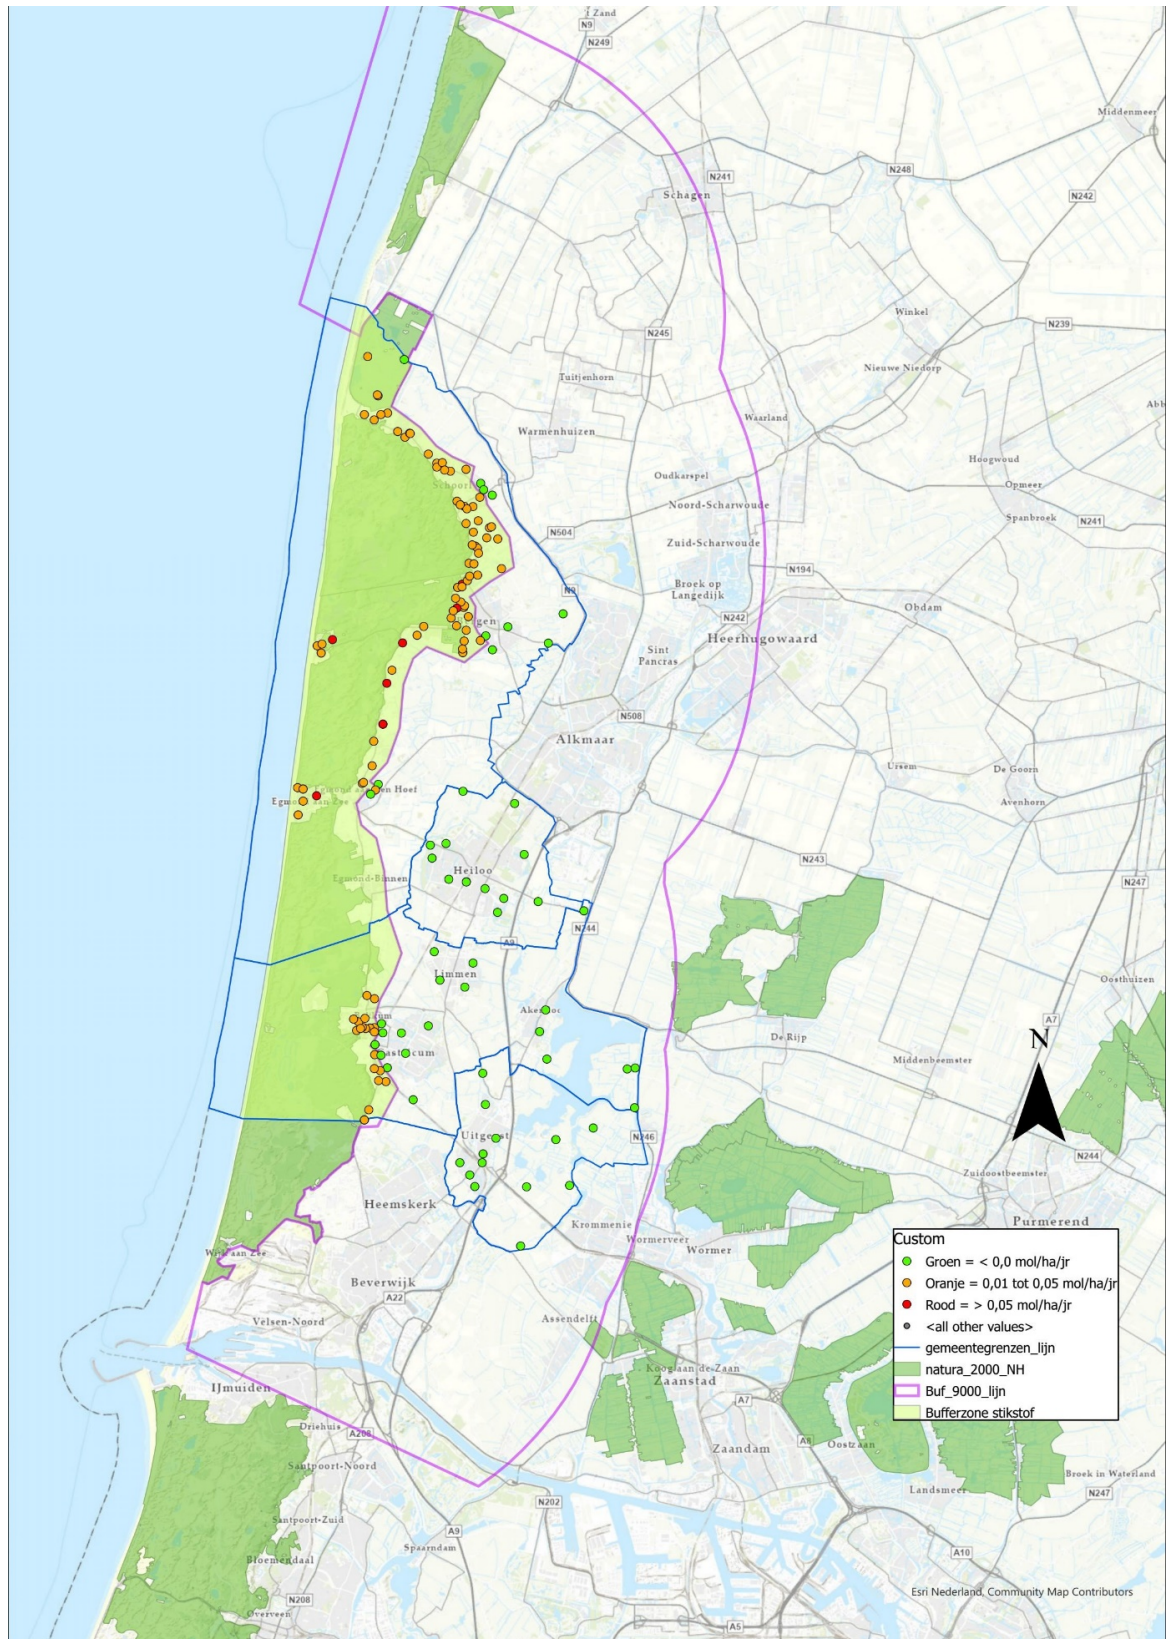 't Zand
N9
N249
Middenmeer
N248
N241
Schagen
N242
Winkel
N239
N245
Nieuwe Niedorp
Tuitjenhorn
Waarland
Warmenhuizen
Hoogwoud
Oudkarspel
Opmeer
Noord-Scharwoude
Spanbroek
N241
N504
Zuid-Scharwoude
N194
Broek op
Langedijk
N9
Obdam
N242
Heerhugowaard
Sint
Pancras
N508
Alkmaar
Ursem
De Goorn
Avenhorn
Egmond aan Zee
Egmond-Binnen
Heiloo
N243
N247
N244
A9
Limmen
Oosthuizen
A7
De Rijp
N
Middenbeemster
Uitgeest
N246
N244
Zuidoostbeemster
Heemskerk
Krommenie
Purmerend
Wormerveer
Wormer
Wijk aan Zee
Beverwijk
A22
Velsen-Noord
Assendelft
Koog aan de Zaan
Zaanstad
IJmuiden
A7
Driehuis
A208
Zaandam
A8
Oostzaan
Santpoort-Noord
Broek in Waterland
Landsmeer
N247
N202
Santpoort-Zuid
A9
Spaarndam
Bloemendaal
A10
N208
Overveen
A5
Custom
Groen = < 0,0 mol/ha/jr
Oranje = 0,01 tot 0,05 mol/ha/jr
Rood = > 0,05 mol/ha/jr
<all other values>
gemeentegrenzen_lijn
natura_2000_NH
Buf_9000_lijn
Bufferzone stikstof
Esri Nederland, Community Map Contributors